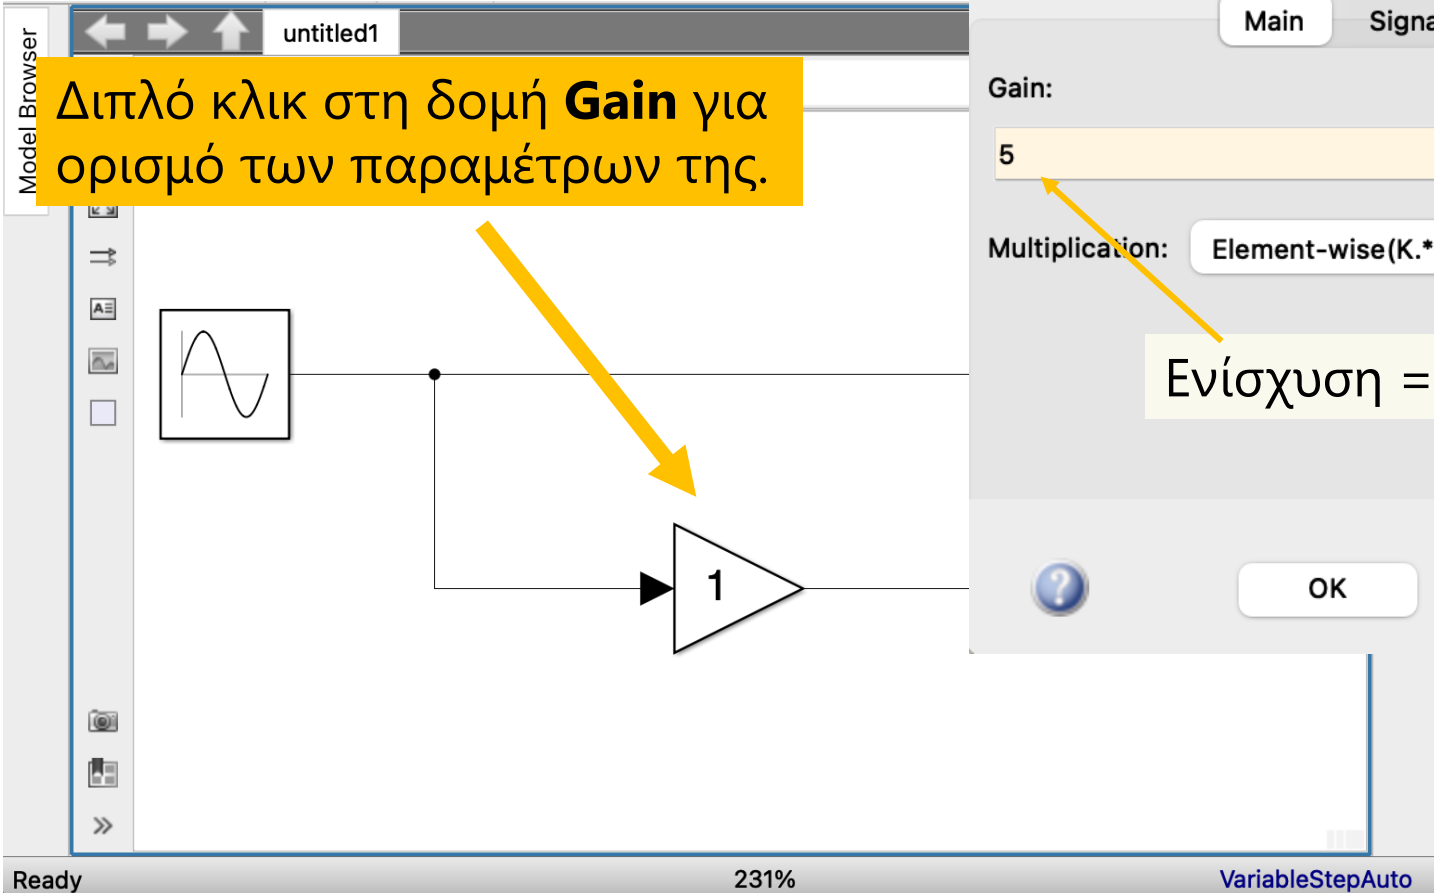 Model Browser
untitled1
Διπλό κλικ στη δομή Gain για
ορισμό των παραμέτρων της.
1
Main
Signa
Gain:
5
Multiplication:
Element-wise(K.*
Ενίσχυση =
OK
Ready
231%
VariableStepAuto